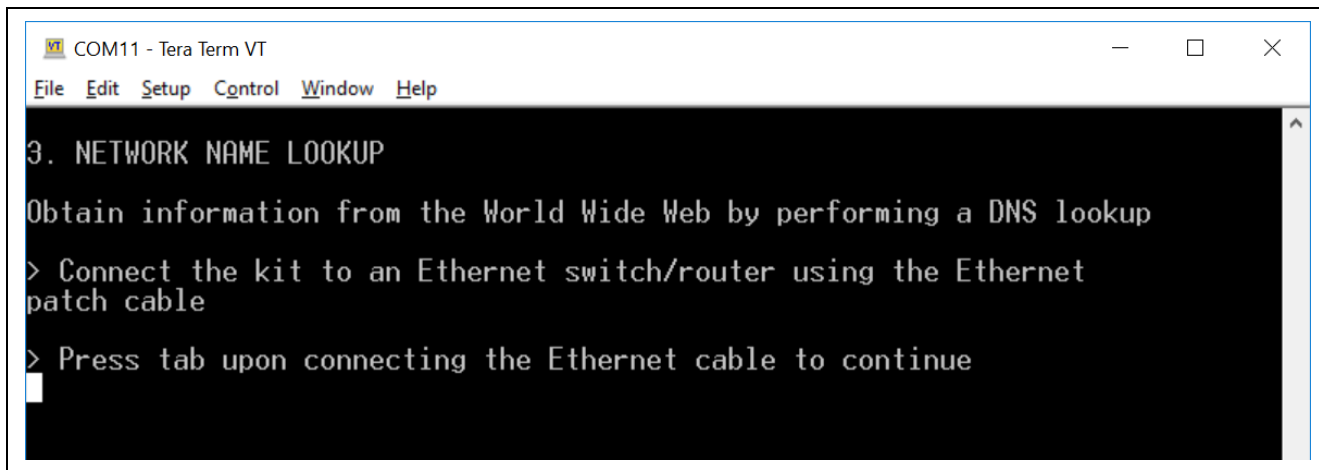 COM11 - Tera Term VT
File Edit Setup Control Window Help
3. NETWORK NAME LOOKUP
Obtain information from the World Wide Web by performing a DNS lookup
> Connect the kit to an Ethernet switch/router using the Ethernet
patch cable
> Press tab upon connecting the Ethernet cable to continue